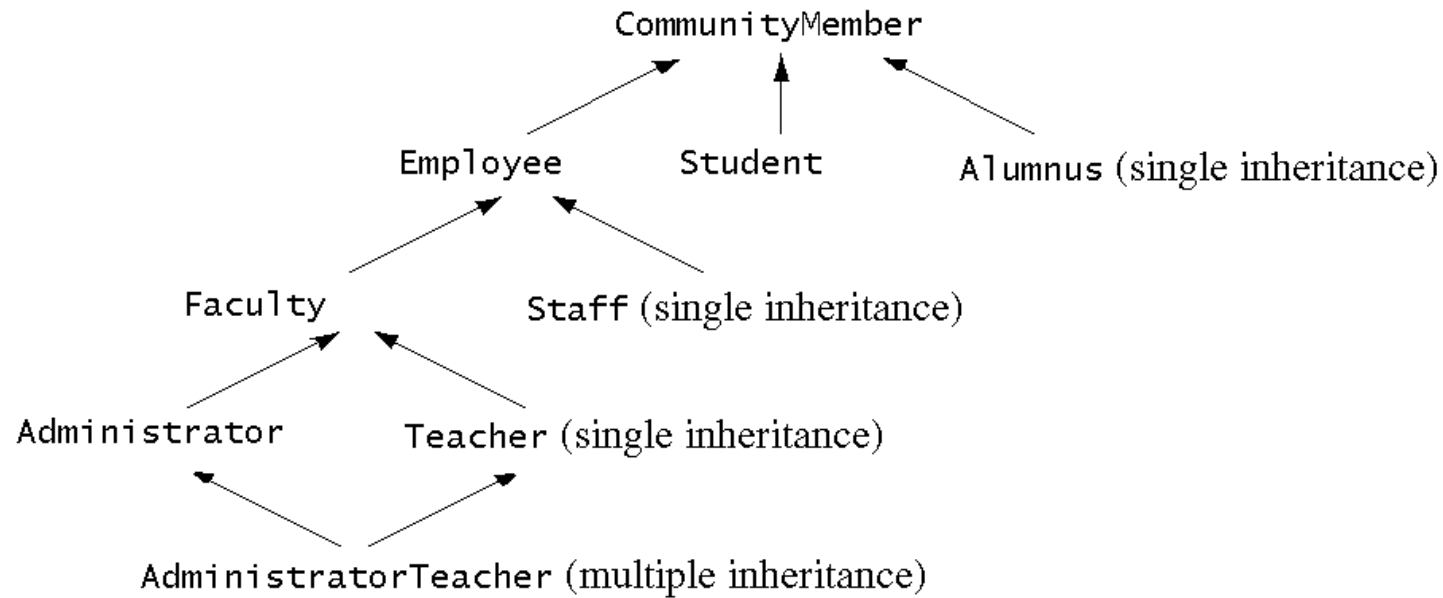 CommunityMember
Employee Student Alumnus (single inheritance)
Faculty Staff (single inheritance)
Administrator Teacher (single inheritance)
AdministratorTeacher (multiple inheritance)